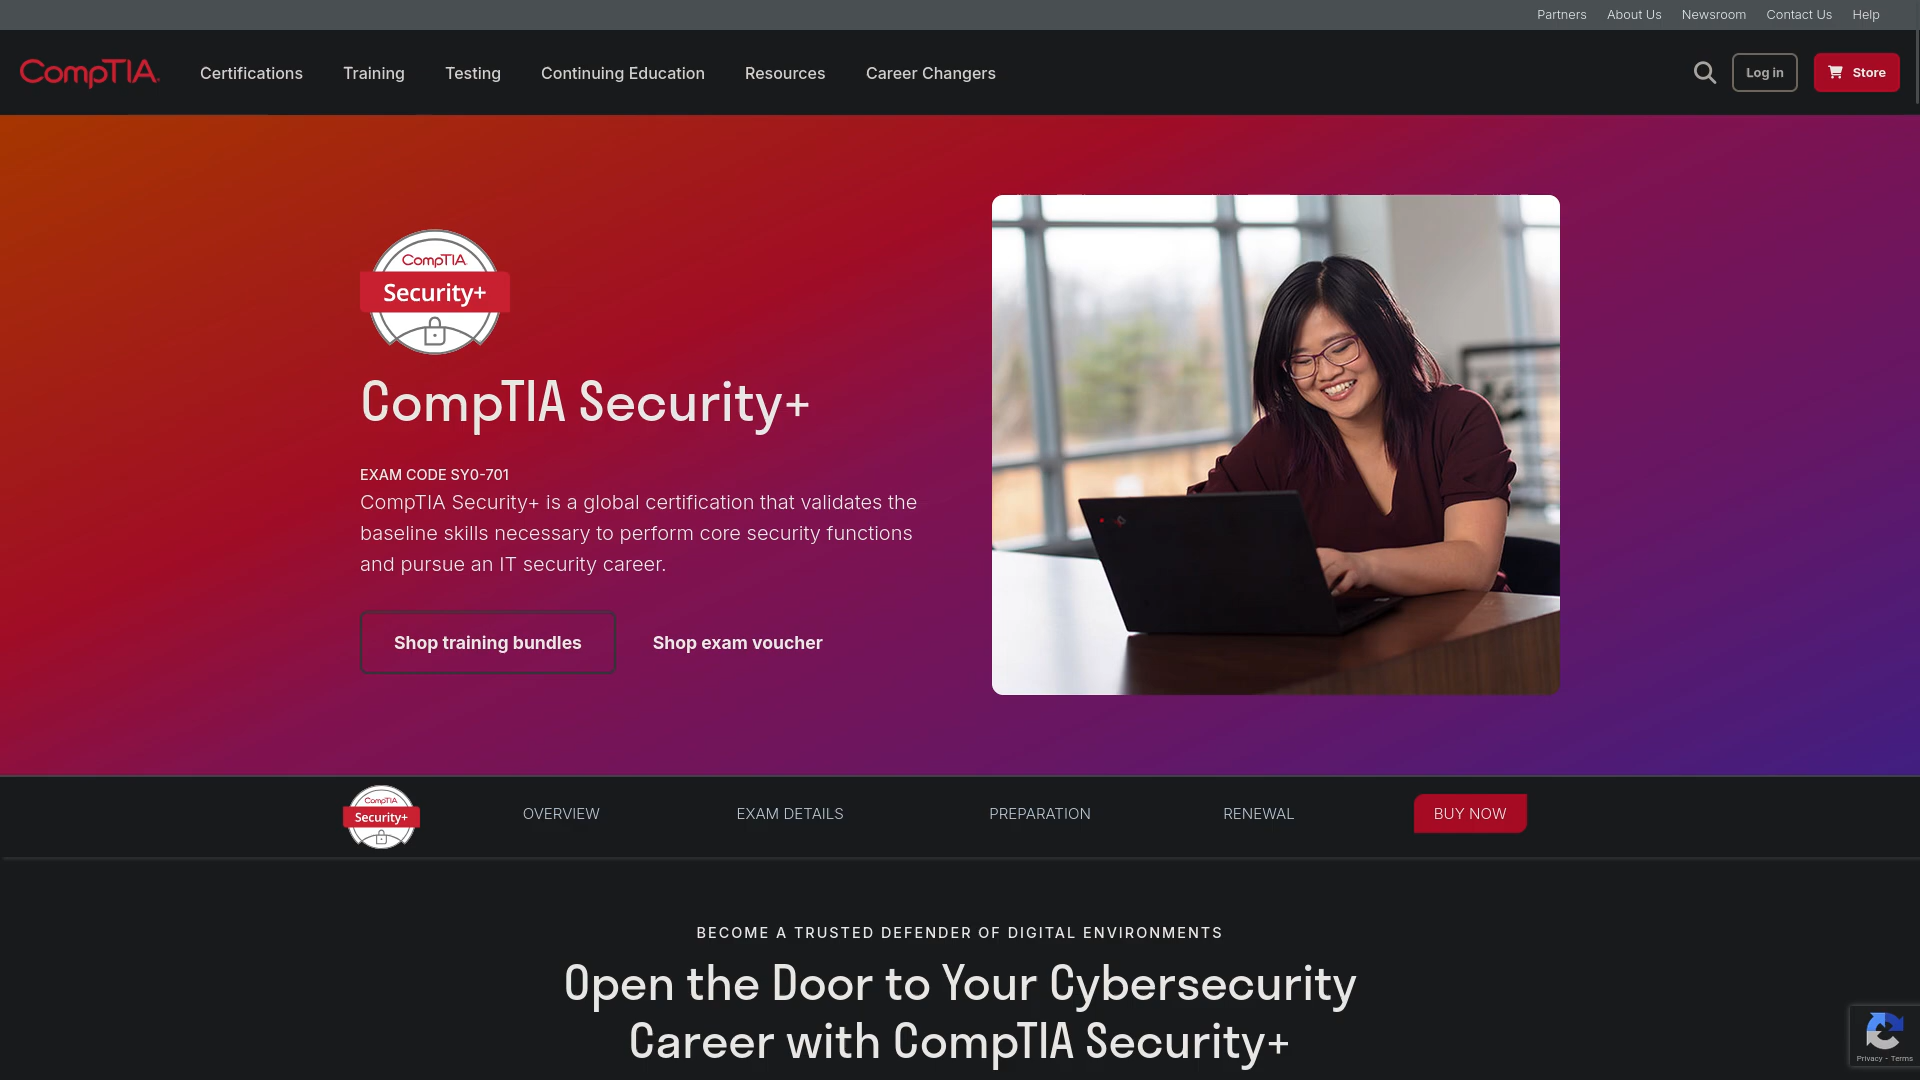 Partners About Us Newsroom Contact Us Help
CompTIA Certifications Training Testing Continuing Education Resources Career Changers Log in Store
CompTIA
Security+
CompTIA Security+
EXAM CODE SY0-701
CompTIA Security+ is a global certification that validates the
baseline skills necessary to perform core security functions
and pursue an IT security career.
Shop training bundles Shop exam voucher
CompTIA
Security+
OVERVIEW EXAM DETAILS PREPARATION RENEWAL BUY NOW
BECOME A TRUSTED DEFENDER OF DIGITAL ENVIRONMENTS
Open the Door to Your Cybersecurity
Career with CompTIA Security+
Privacy - Terms